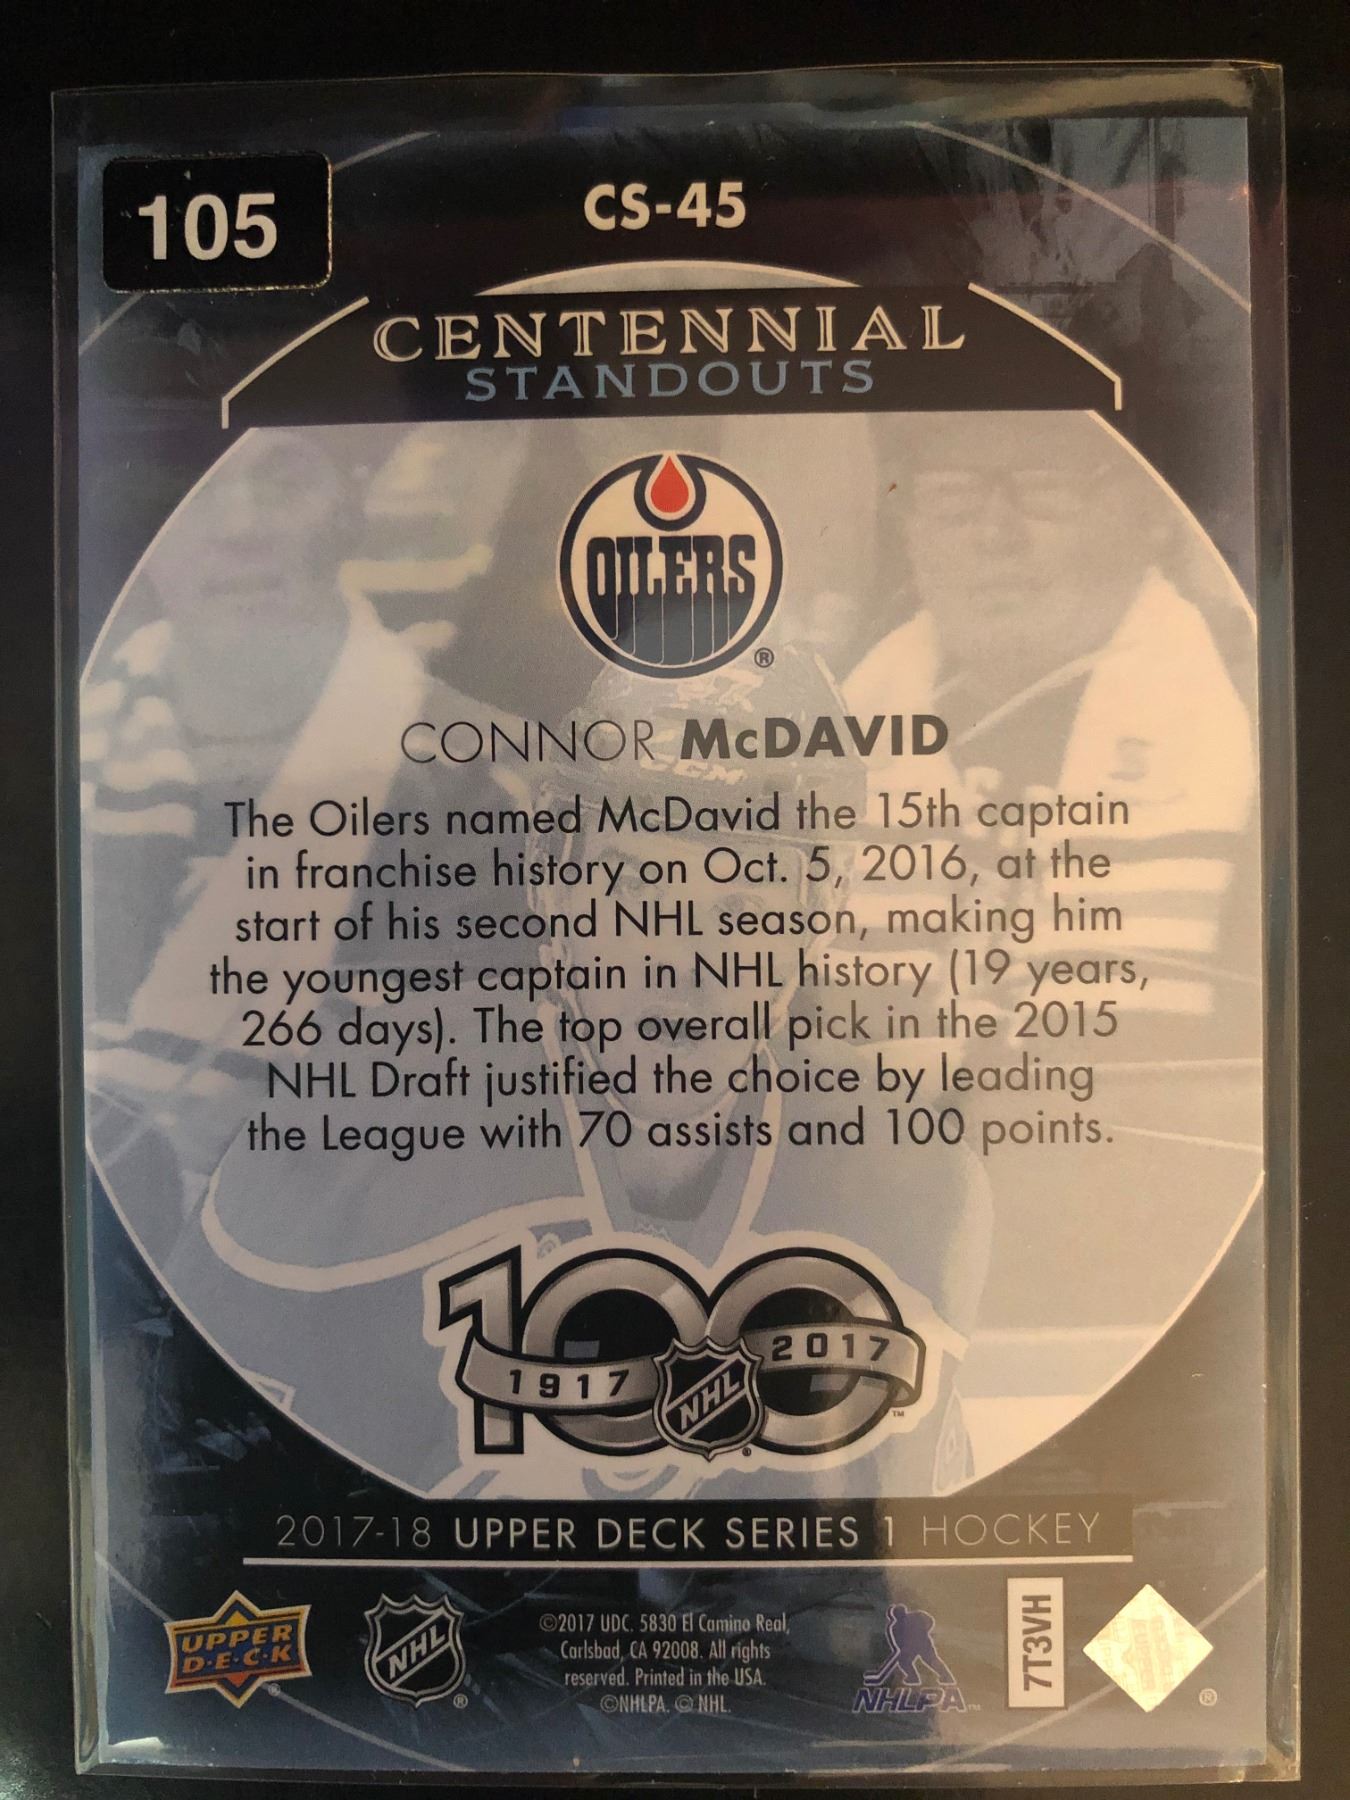 105
CS-45
CENTENNIAL
STANDOUTS
OILERS
®
CONNOR McDAVID
The Oilers named McDavid the 15th captain
in franchise history on Oct. 5, 2016, at the
start of his second NHL season, making him
the youngest captain in NHL history (19 years,
266 days). The top overall pick in the 2015
NHL Draft justified the choice by leading
the League with 70 assists and 100 points.
100
1917 NHL 2017
® ™
2017-18 UPPER DECK SERIES 1 HOCKEY
UPPER
D·E·C·K
®
NHL
®
©2017 UDC. 5830 El Camino Real,
Carlsbad, CA 92008. All rights
reserved. Printed in the USA.
©NHLPA. © NHL.
NHLPA™
7T3VH
®